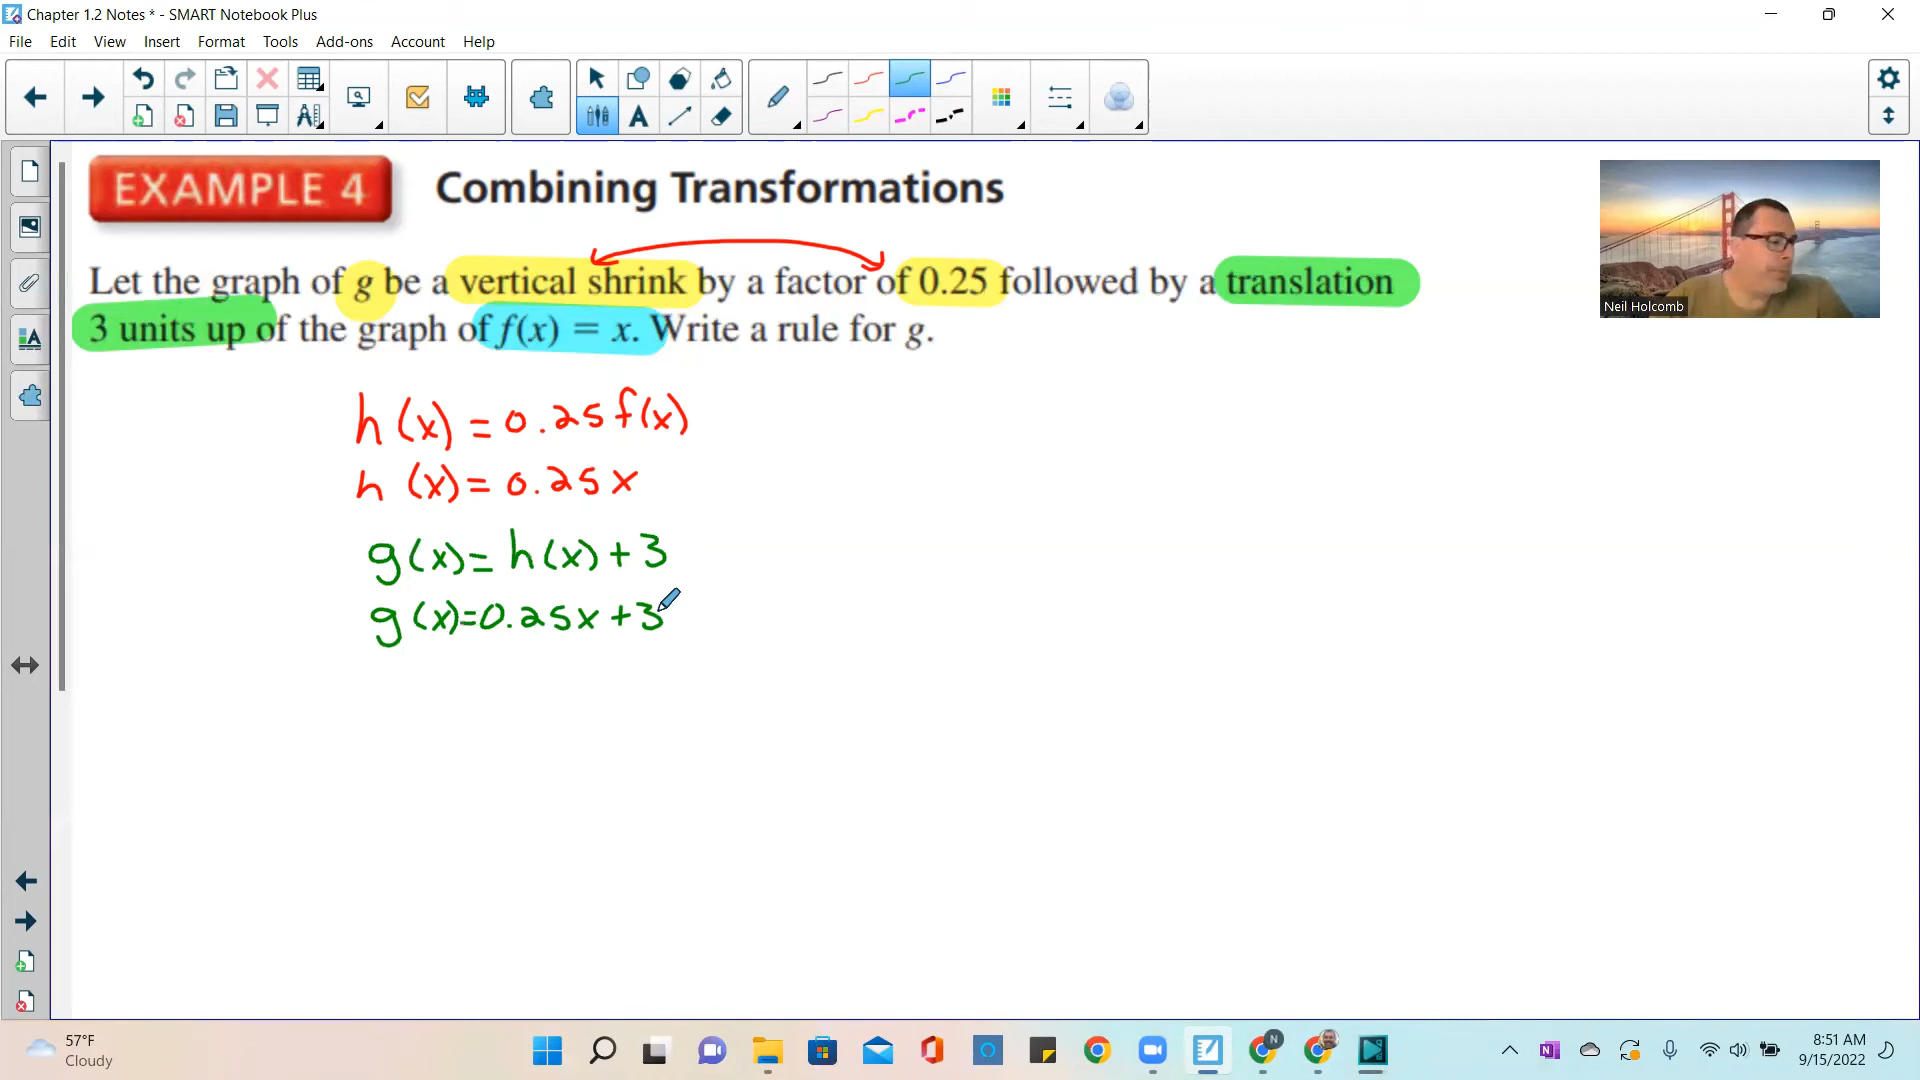 Chapter 1.2 Notes * - SMART Notebook Plus
File Edit View Insert Format Tools Add-ons Account Help
EXAMPLE 4 Combining Transformations
Let the graph of g be a vertical shrink by a factor of 0.25 followed by a translation
3 units up of the graph of f(x) = x. Write a rule for g.
Neil Holcomb
h(x) = 0.25f(x)
h(x) = 0.25x
g(x) = h(x) + 3
g(x) = 0.25x + 3
57°F
Cloudy
N
8:51 AM
9/15/2022